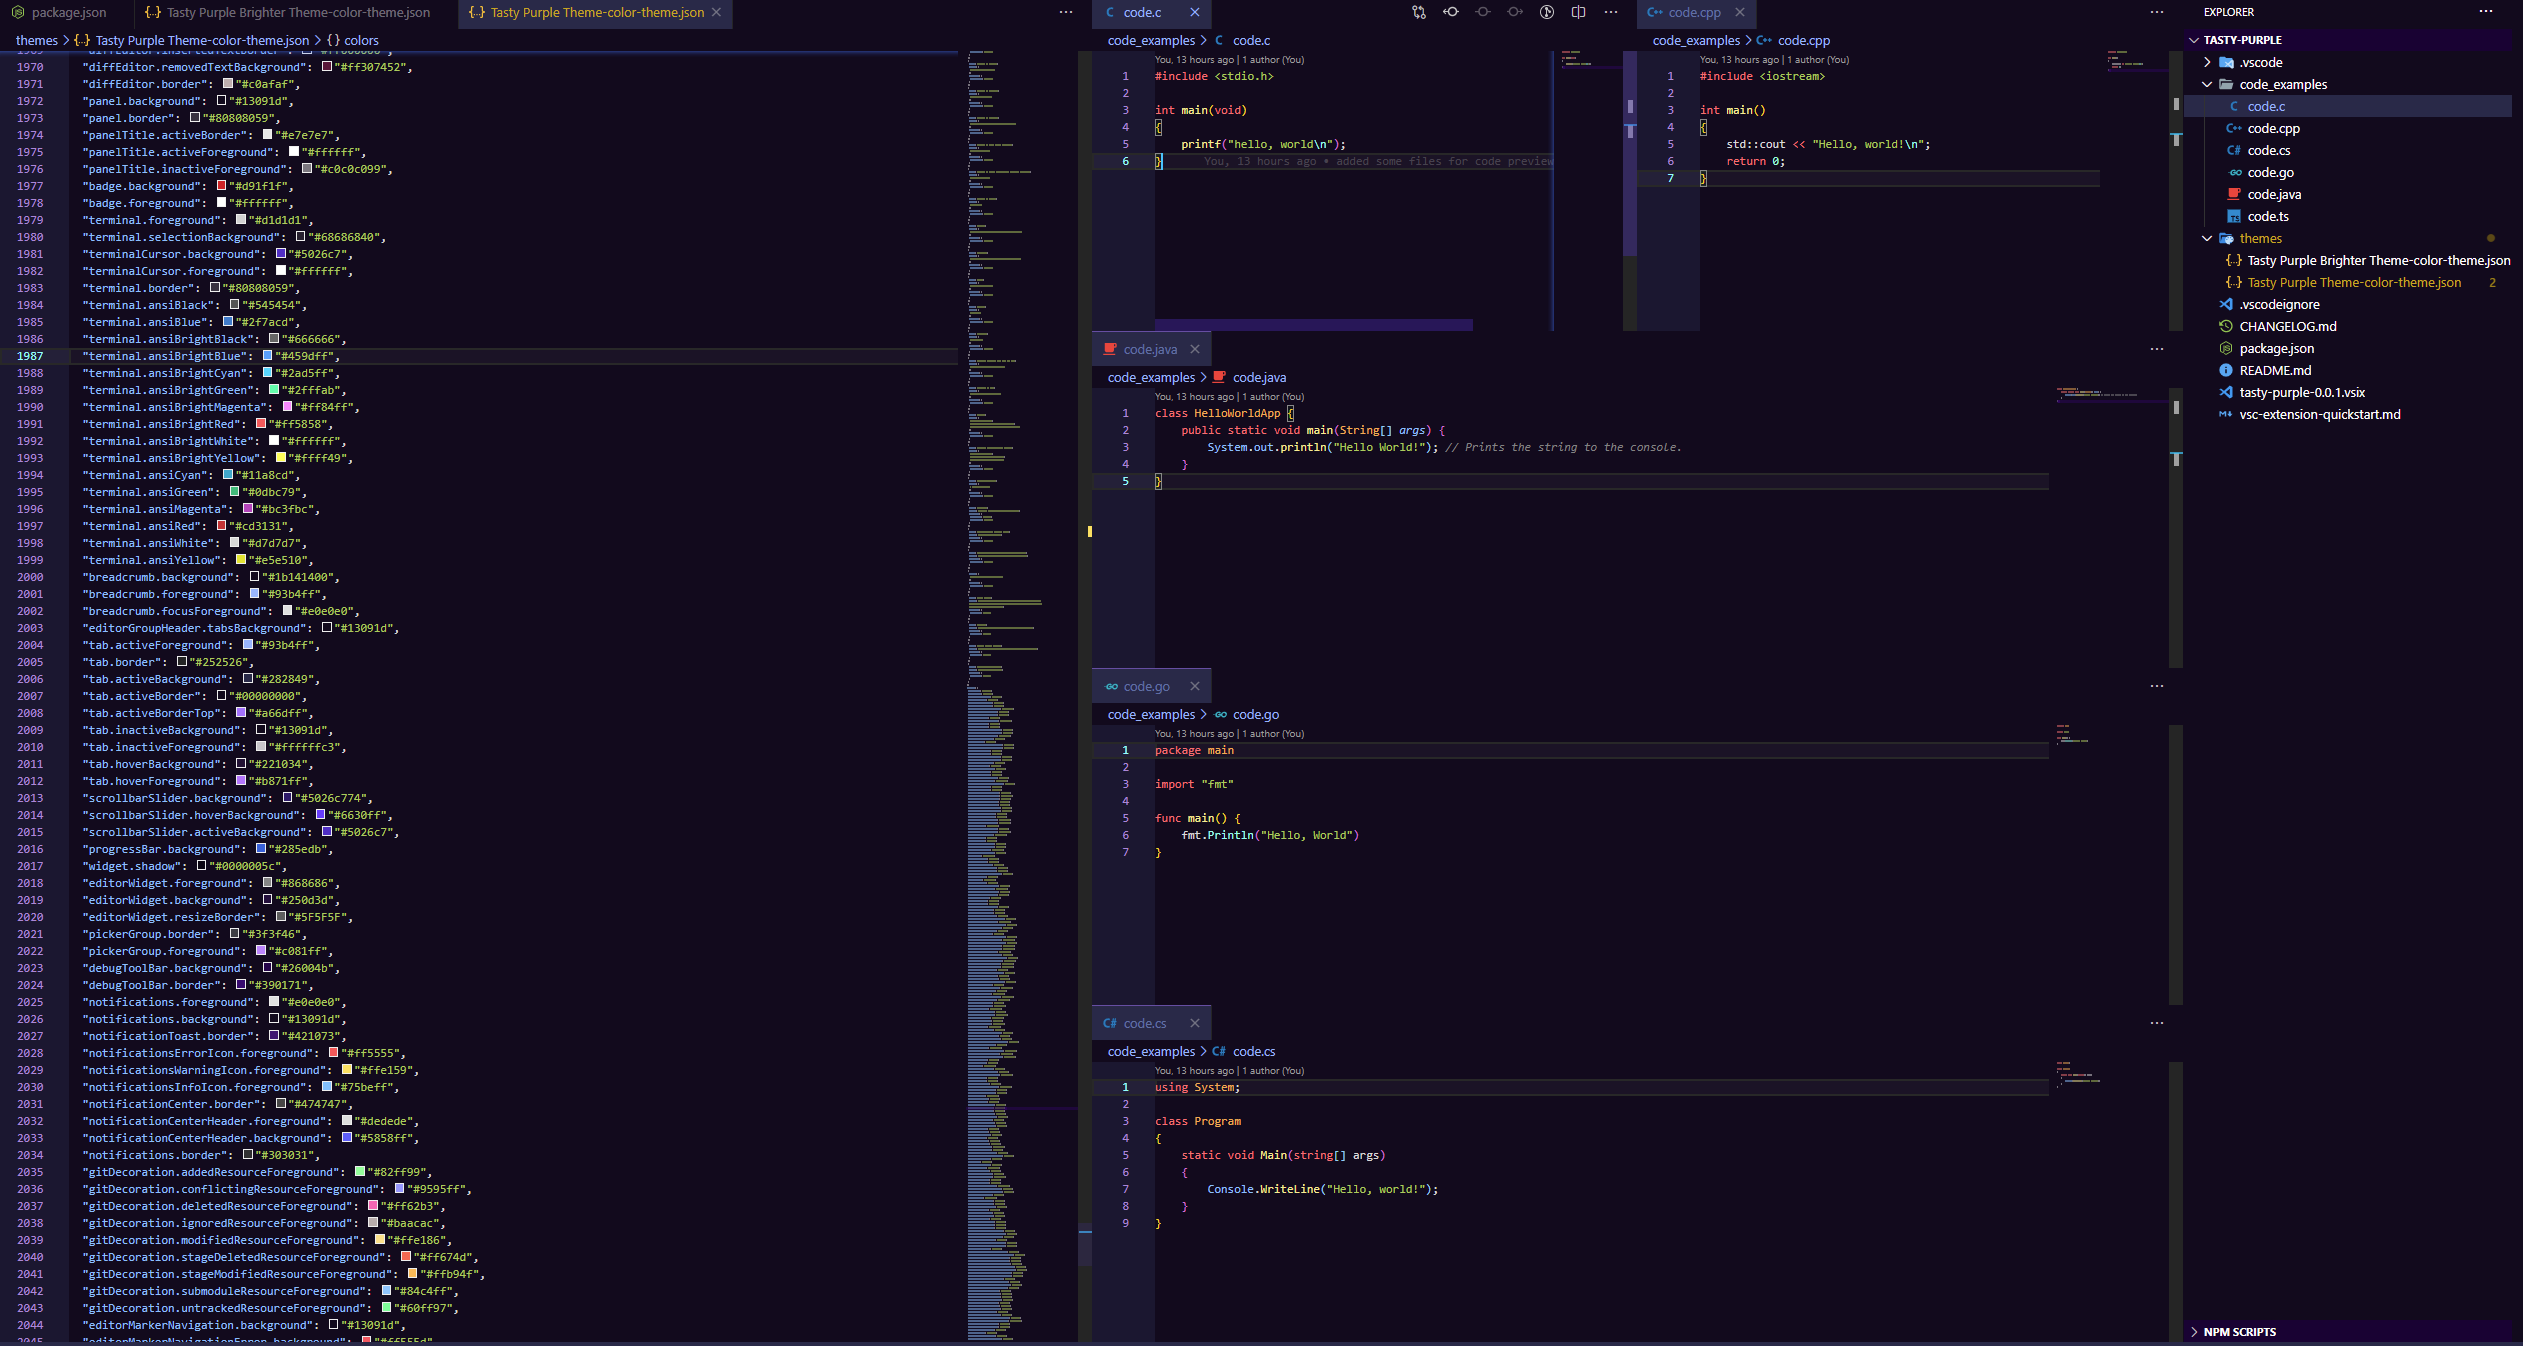 package.json
Tasty Purple Brighter Theme-color-theme.json
Tasty Purple Theme-color-theme.json
themes > {..} Tasty Purple Theme-color-theme.json > {} colors
1970 "diffEditor.removedTextBackground": "#ff307452",
1971 "diffEditor.border": "#c0afaf",
1972 "panel.background": "#13091d",
1973 "panel.border": "#80808059",
1974 "panelTitle.activeBorder": "#e7e7e7",
1975 "panelTitle.activeForeground": "#ffffff",
1976 "panelTitle.inactiveForeground": "#c0c0c099",
1977 "badge.background": "#d91f1f",
1978 "badge.foreground": "#ffffff",
1979 "terminal.foreground": "#d1d1d1",
1980 "terminal.selectionBackground": "#68686840",
1981 "terminalCursor.background": "#5026c7",
1982 "terminalCursor.foreground": "#ffffff",
1983 "terminal.border": "#80808059",
1984 "terminal.ansiBlack": "#545454",
1985 "terminal.ansiBlue": "#2f7acd",
1986 "terminal.ansiBrightBlack": "#666666",
1987 "terminal.ansiBrightBlue": "#459dff",
1988 "terminal.ansiBrightCyan": "#2ad5ff",
1989 "terminal.ansiBrightGreen": "#2fffab",
1990 "terminal.ansiBrightMagenta": "#ff84ff",
1991 "terminal.ansiBrightRed": "#ff5858",
1992 "terminal.ansiBrightWhite": "#ffffff",
1993 "terminal.ansiBrightYellow": "#ffff49",
1994 "terminal.ansiCyan": "#11a8cd",
1995 "terminal.ansiGreen": "#0dbc79",
1996 "terminal.ansiMagenta": "#bc3fbc",
1997 "terminal.ansiRed": "#cd3131",
1998 "terminal.ansiWhite": "#d7d7d7",
1999 "terminal.ansiYellow": "#e5e510",
2000 "breadcrumb.background": "#1b141400",
2001 "breadcrumb.foreground": "#93b4ff",
2002 "breadcrumb.focusForeground": "#e0e0e0",
2003 "editorGroupHeader.tabsBackground": "#13091d",
2004 "tab.activeForeground": "#93b4ff",
2005 "tab.border": "#252526",
2006 "tab.activeBackground": "#282849",
2007 "tab.activeBorder": "#00000000",
2008 "tab.activeBorderTop": "#a66dff",
2009 "tab.inactiveBackground": "#13091d",
2010 "tab.inactiveForeground": "#ffffffc3",
2011 "tab.hoverBackground": "#221034",
2012 "tab.hoverForeground": "#b871ff",
2013 "scrollbarSlider.background": "#5026c774",
2014 "scrollbarSlider.hoverBackground": "#6630ff",
2015 "scrollbarSlider.activeBackground": "#5026c7",
2016 "progressBar.background": "#285edb",
2017 "widget.shadow": "#0000005c",
2018 "editorWidget.foreground": "#868686",
2019 "editorWidget.background": "#250d3d",
2020 "editorWidget.resizeBorder": "#5F5F5F",
2021 "pickerGroup.border": "#3f3f46",
2022 "pickerGroup.foreground": "#c081ff",
2023 "debugToolBar.background": "#26004b",
2024 "debugToolBar.border": "#390171",
2025 "notifications.foreground": "#e0e0e0",
2026 "notifications.background": "#13091d",
2027 "notificationToast.border": "#421073",
2028 "notificationsErrorIcon.foreground": "#ff5555",
2029 "notificationsWarningIcon.foreground": "#ffe159",
2030 "notificationsInfoIcon.foreground": "#75beff",
2031 "notificationCenter.border": "#474747",
2032 "notificationCenterHeader.foreground": "#dedede",
2033 "notificationCenterHeader.background": "#5858ff",
2034 "notifications.border": "#303031",
2035 "gitDecoration.addedResourceForeground": "#82ff99",
2036 "gitDecoration.conflictingResourceForeground": "#9595ff",
2037 "gitDecoration.deletedResourceForeground": "#ff62b3",
2038 "gitDecoration.ignoredResourceForeground": "#baacac",
2039 "gitDecoration.modifiedResourceForeground": "#ffe186",
2040 "gitDecoration.stageDeletedResourceForeground": "#ff674d",
2041 "gitDecoration.stageModifiedResourceForeground": "#ffb94f",
2042 "gitDecoration.submoduleResourceForeground": "#84c4ff",
2043 "gitDecoration.untrackedResourceForeground": "#60ff97",
2044 "editorMarkerNavigation.background": "#13091d",
C code.c
code_examples > C code.c
You, 13 hours ago | 1 author (You)
1 #include <stdio.h>
2
3 int main(void)
4 {
5 printf("hello, world\n");
6 } You, 13 hours ago • added some files for code preview
C++ code.cpp
code_examples > C++ code.cpp
You, 13 hours ago | 1 author (You)
1 #include <iostream>
2
3 int main()
4 {
5 std::cout << "Hello, world!\n";
6 return 0;
7 }
code.java
code_examples > code.java
You, 13 hours ago | 1 author (You)
1 class HelloWorldApp {
2 public static void main(String[] args) {
3 System.out.println("Hello World!"); // Prints the string to the console.
4 }
5 }
GO code.go
code_examples > GO code.go
You, 13 hours ago | 1 author (You)
1 package main
2
3 import "fmt"
4
5 func main() {
6 fmt.Println("Hello, World")
7 }
C# code.cs
code_examples > C# code.cs
You, 13 hours ago | 1 author (You)
1 using System;
2
3 class Program
4 {
5 static void Main(string[] args)
6 {
7 Console.WriteLine("Hello, world!");
8 }
9 }
EXPLORER
TASTY-PURPLE
.vscode
code_examples
C code.c
C++ code.cpp
C# code.cs
GO code.go
code.java
TS code.ts
themes
{..} Tasty Purple Brighter Theme-color-theme.json
{..} Tasty Purple Theme-color-theme.json 2
.vscodeignore
CHANGELOG.md
package.json
README.md
tasty-purple-0.0.1.vsix
vsc-extension-quickstart.md
NPM SCRIPTS